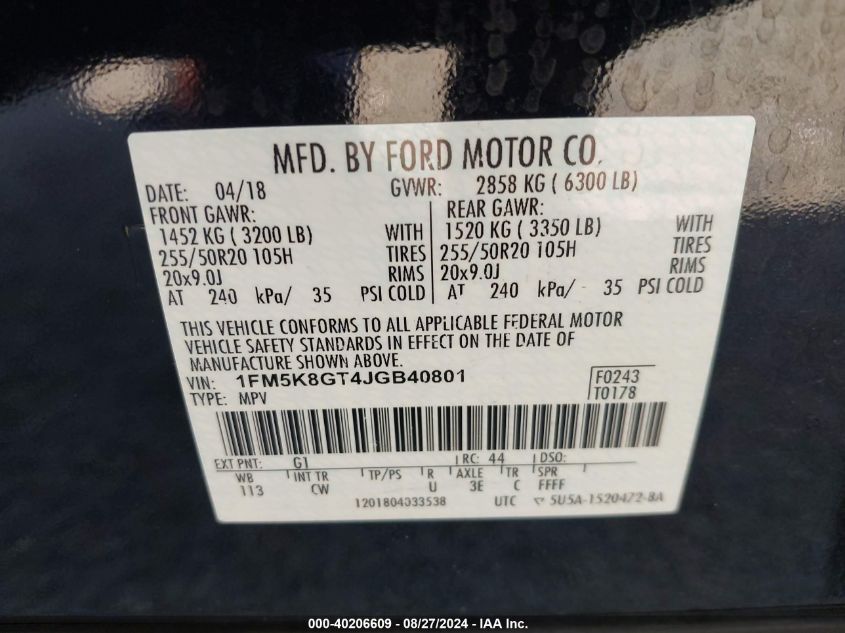 MFD. BY FORD MOTOR CO.
DATE: 04/18 GVWR: 2858 KG ( 6300 LB)
FRONT GAWR: REAR GAWR:
1452 KG ( 3200 LB) WITH 1520 KG ( 3350 LB) WITH
255/50R20 105H TIRES 255/50R20 105H TIRES
20x9.0J RIMS 20x9.0J RIMS
AT 240 kPa/ 35 PSI COLD AT 240 kPa/ 35 PSI COLD
THIS VEHICLE CONFORMS TO ALL APPLICABLE FEDERAL MOTOR
VEHICLE SAFETY STANDARDS IN EFFECT ON THE DATE OF
MANUFACTURE SHOWN ABOVE.
VIN: 1FM5K8GT4JGB40801 F0243
TYPE: MPV T0178
EXT PNT: G1 RC: 44 DSO:
WB INT TR TP/PS R AXLE TR SPR
113 CW U 3E C FFFF
1201804033538 UTC 5U5A-1520472-8A
000-40206609 - 08/27/2024 - IAA Inc.